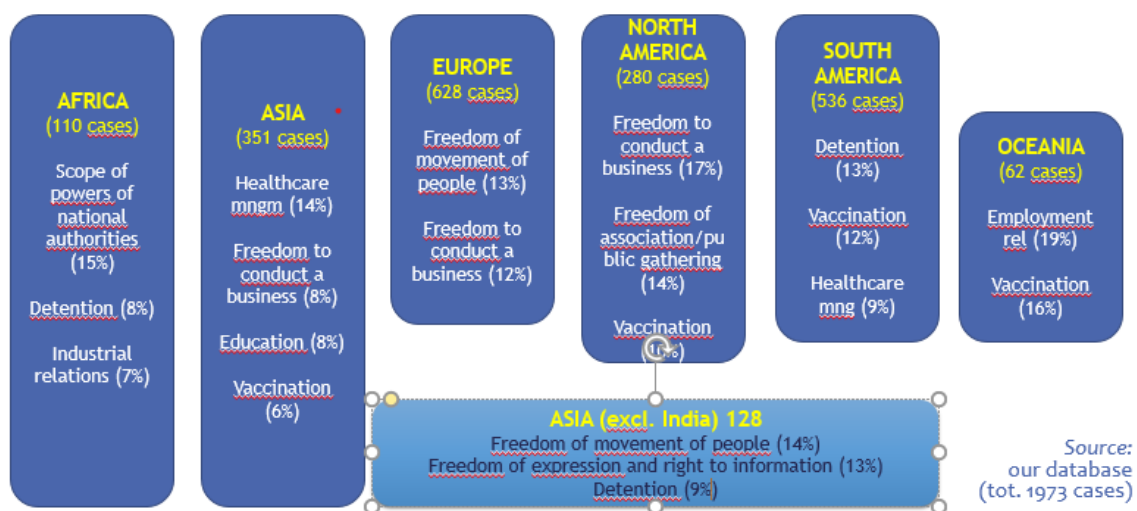 AFRICA
(110 cases)
Scope of
powers of
national
authorities
(15%)
Detention (8%)
Industrial
relations (7%)
ASIA
(351 cases)
Healthcare
mngm (14%)
Freedom to
conduct a
business (8%)
Education (8%)
Vaccination
(6%)
EUROPE
(628 cases)
Freedom of
movement of
people (13%)
Freedom to
conduct a
business (12%)
NORTH
AMERICA
(280 cases)
Freedom to
conduct a
business (17%)
Freedom of
association/pu
blic gathering
(14%)
Vaccination
SOUTH
AMERICA
(536 cases)
Detention
(13%)
Vaccination
(12%)
Healthcare
mng (9%)
OCEANIA
(62 cases)
Employment
rel (19%)
Vaccination
(16%)
ASIA (excl. India) 128
Freedom of movement of people (14%)
Freedom of expression and right to information (13%)
Detention (9%)
Source:
our database
(tot. 1973 cases)